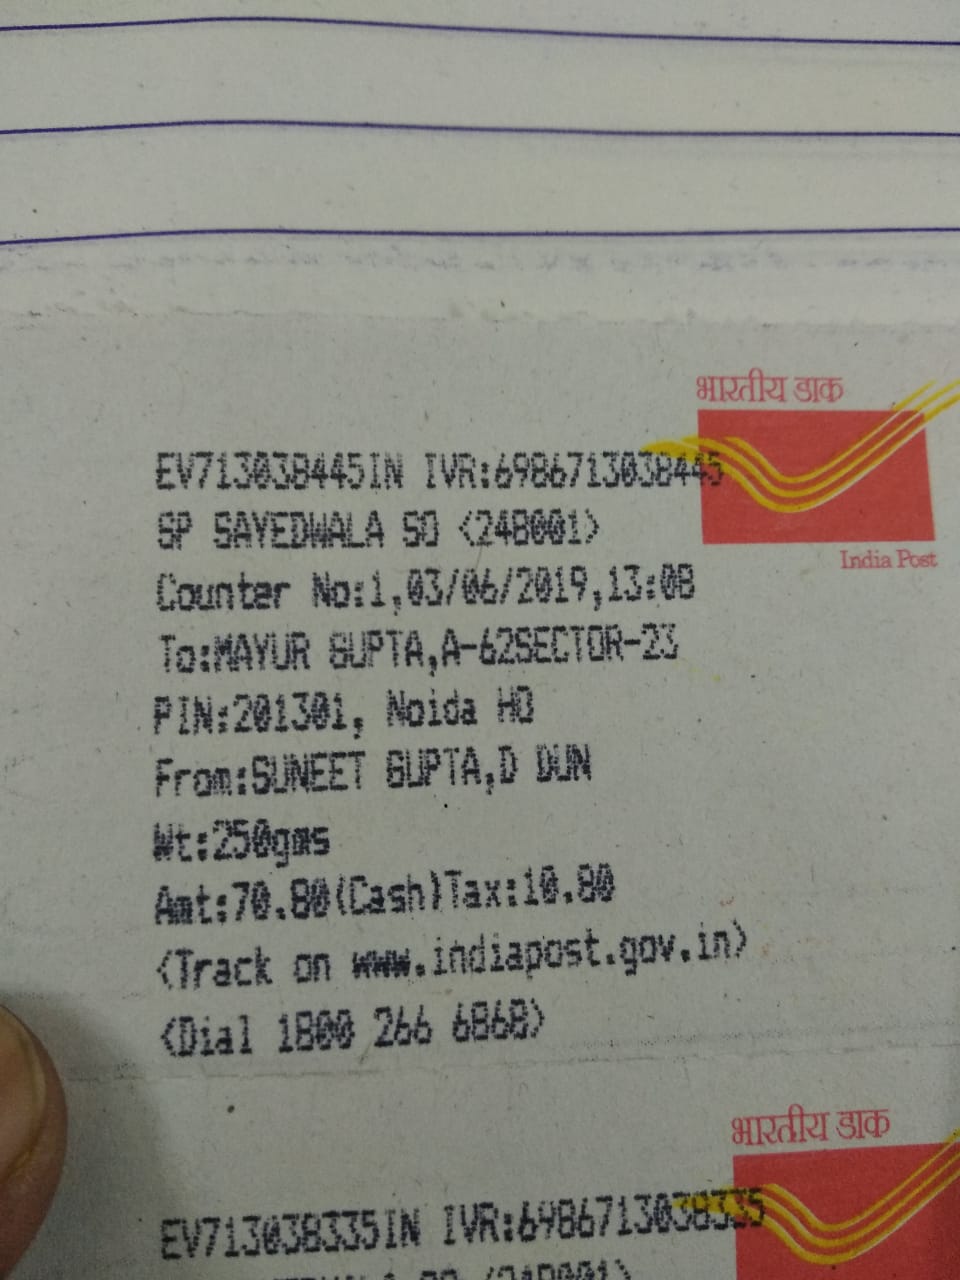 भारतीय डाक
EV713038445IN IVR:6986713038445
SP SAYEDWALA SO <248001>
India Post
Counter No:1,03/06/2019,13:08
To:MAYUR GUPTA,A-62SECTOR-23
PIN:201301, Noida HO
From:SUNEET GUPTA,D DUN
Wt:250gms
Amt:70.80(Cash)Tax:10.80
<Track on www.indiapost.gov.in>
<Dial 1800 266 6868>
भारतीय डाक
EV713038335IN IVR:6986713038335